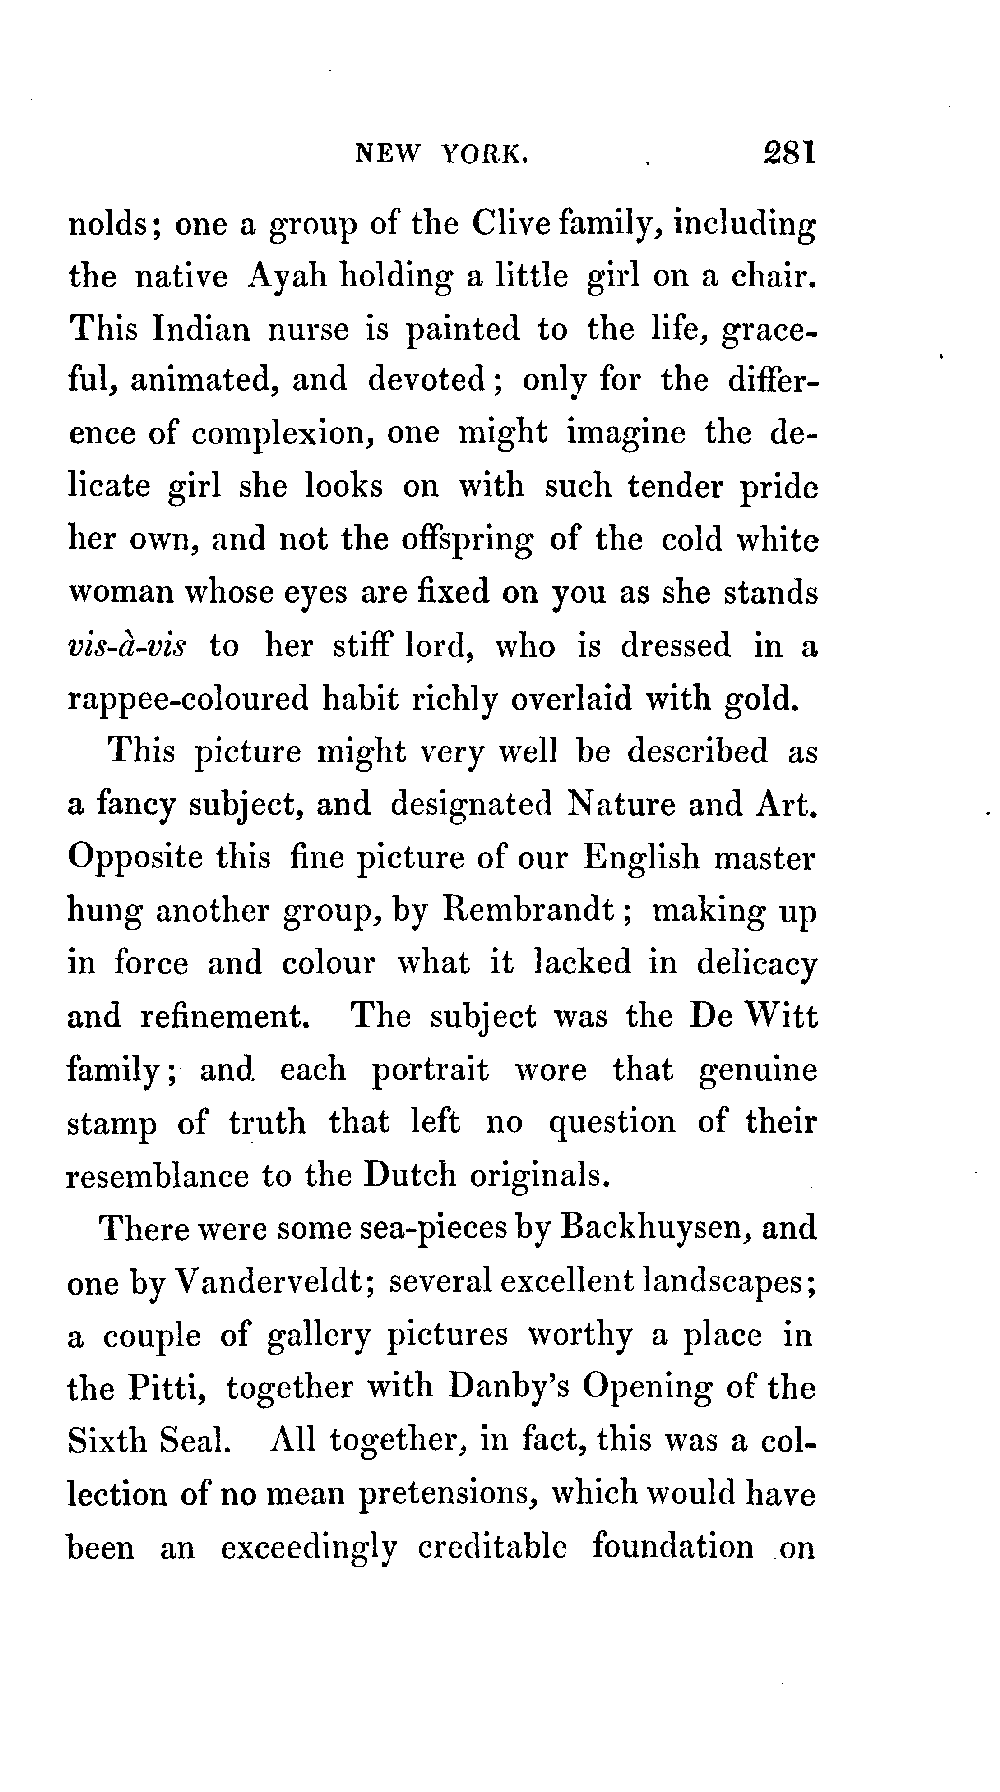 NEW YORK. 281
nolds; one a group of the Clive family, including
the native Ayah holding a little girl on a chair.
This Indian nurse is painted to the life, grace-
ful, animated, and devoted; only for the differ-
ence of complexion, one might imagine the de-
licate girl she looks on with such tender pride
her own, and not the offspring of the cold white
woman whose eyes are fixed on you as she stands
vis-à-vis to her stiff lord, who is dressed in a
rappee-coloured habit richly overlaid with gold.
This picture might very well be described as
a fancy subject, and designated Nature and Art.
Opposite this fine picture of our English master
hung another group, by Rembrandt; making up
in force and colour what it lacked in delicacy
and refinement. The subject was the De Witt
family; and each portrait wore that genuine
stamp of truth that left no question of their
resemblance to the Dutch originals.
There were some sea-pieces by Backhuysen, and
one by Vanderveldt; several excellent landscapes;
a couple of gallery pictures worthy a place in
the Pitti, together with Danby's Opening of the
Sixth Seal. All together, in fact, this was a col-
lection of no mean pretensions, which would have
been an exceedingly creditable foundation on